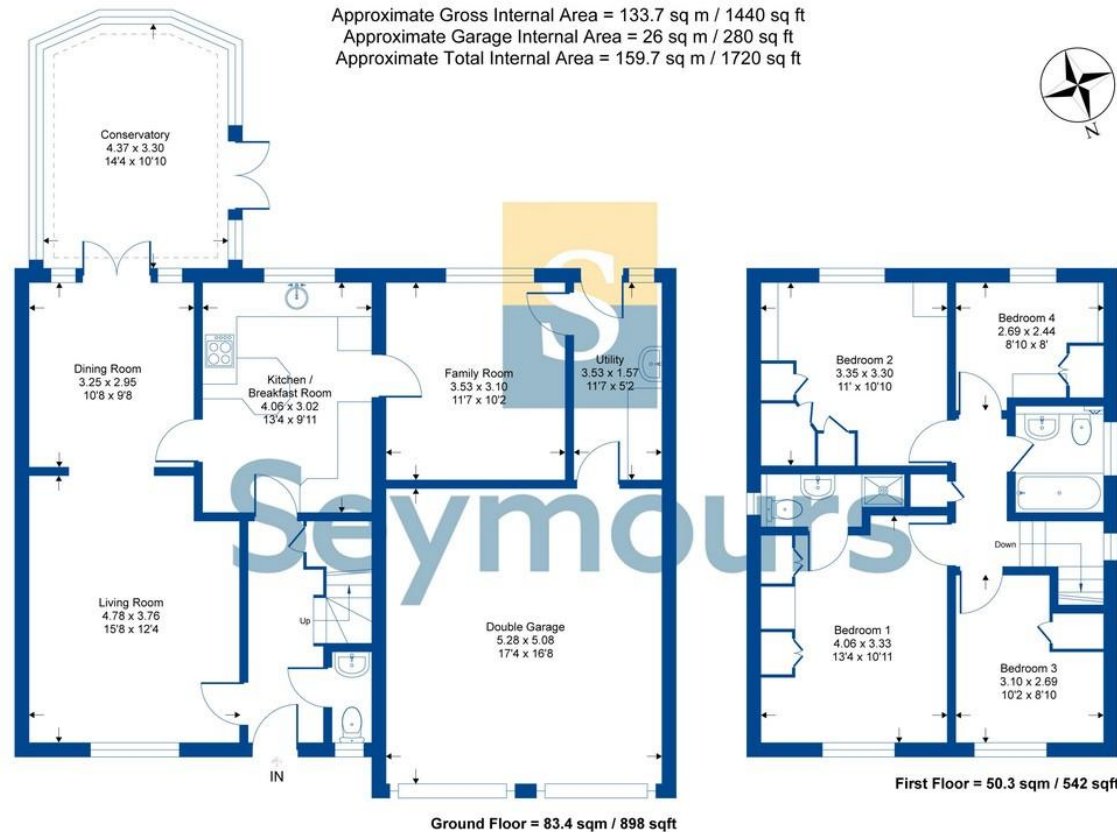 Approximate Gross Internal Area = 133.7 sq m / 1440 sq ft
Approximate Garage Internal Area = 26 sq m / 280 sq ft
Approximate Total Internal Area = 159.7 sq m / 1720 sq ft
N
Conservatory
4.37 x 3.30
14'4 x 10'10
S
Dining Room
3.25 x 2.95
10'8 x 9'8
Kitchen /
Breakfast Room
4.06 x 3.02
13'4 x 9'11
Family Room
3.53 x 3.10
11'7 x 10'2
Utility
3.53 x 1.57
11'7 x 5'2
Bedroom 2
3.35 x 3.30
11' x 10'10
Bedroom 4
2.69 x 2.44
8'10 x 8'
Seymours
Living Room
4.78 x 3.76
15'8 x 12'4
Up
Double Garage
5.28 x 5.08
17'4 x 16'8
Down
Bedroom 1
4.06 x 3.33
13'4 x 10'11
Bedroom 3
3.10 x 2.69
10'2 x 8'10
IN
First Floor = 50.3 sqm / 542 sqft
Ground Floor = 83.4 sqm / 898 sqft